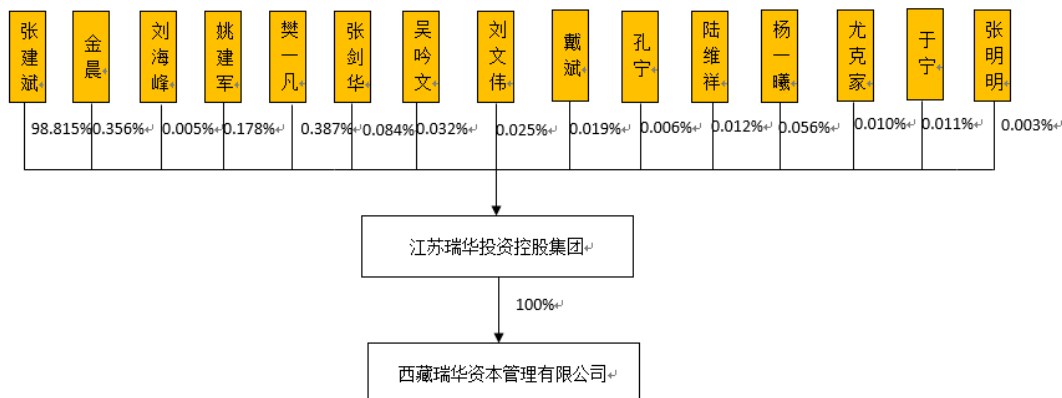 张建斌
金晨
刘海峰
姚建军
樊一凡
张剑华
吴吟文
刘文伟
戴斌
孔宁
陆维祥
杨一曦
尤克家
于宁
张明明
98.815%
0.356%
0.005%
0.178%
0.387%
0.084%
0.032%
0.025%
0.019%
0.006%
0.012%
0.056%
0.010%
0.011%
0.003%
江苏瑞华投资控股集团
100%
西藏瑞华资本管理有限公司